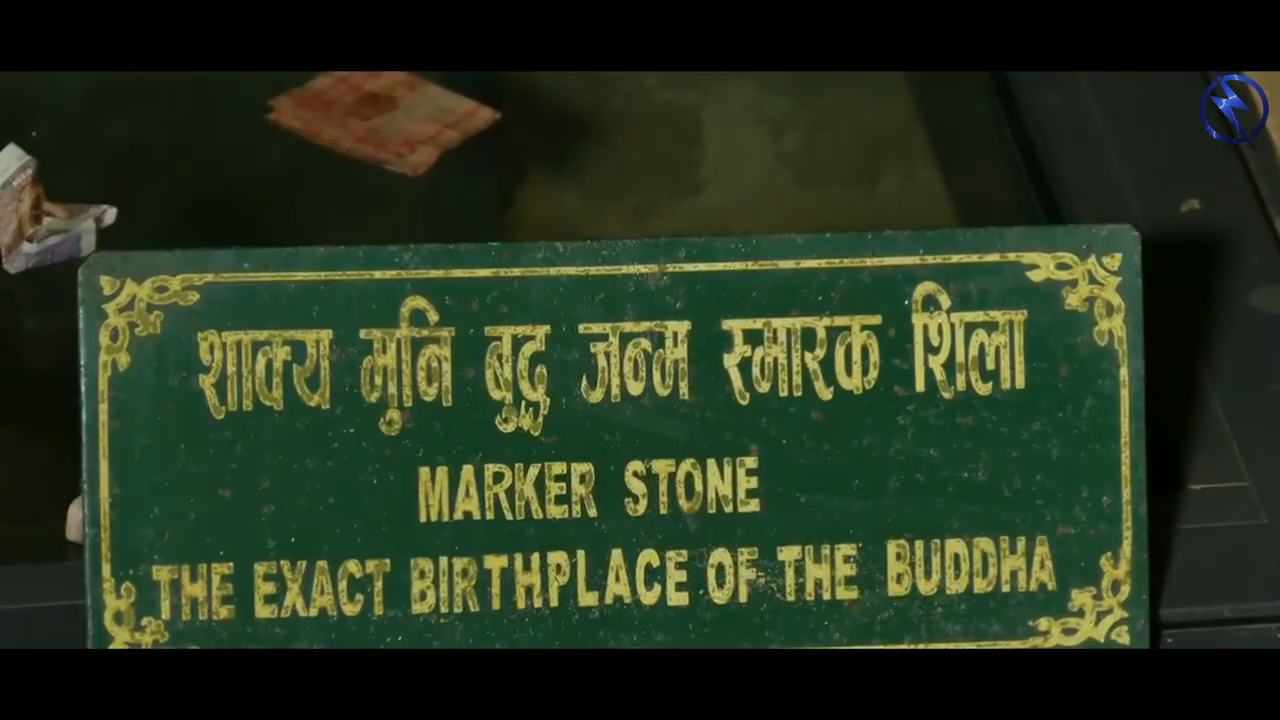 शाक्य मुनि बुद्ध जन्म स्मारक शिला
MARKER STONE
THE EXACT BIRTHPLACE OF THE BUDDHA